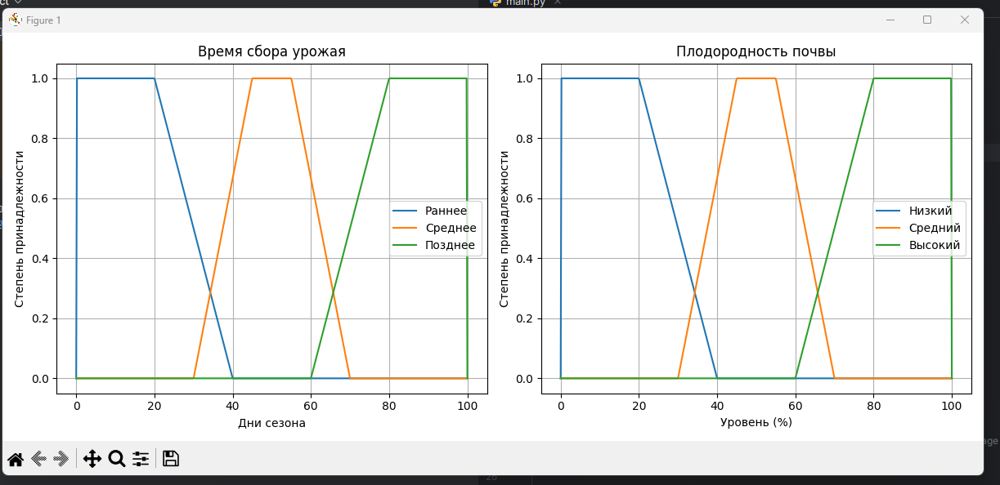 ct
main.py
Figure 1
Время сбора урожая
Степень принадлежности
1.0
0.8
0.6
0.4
0.2
0.0
0 20 40 60 80 100
Дни сезона
Раннее
Среднее
Позднее
Плодородность почвы
Степень принадлежности
1.0
0.8
0.6
0.4
0.2
0.0
0 20 40 60 80 100
Уровень (%)
Низкий
Средний
Высокий
age
28